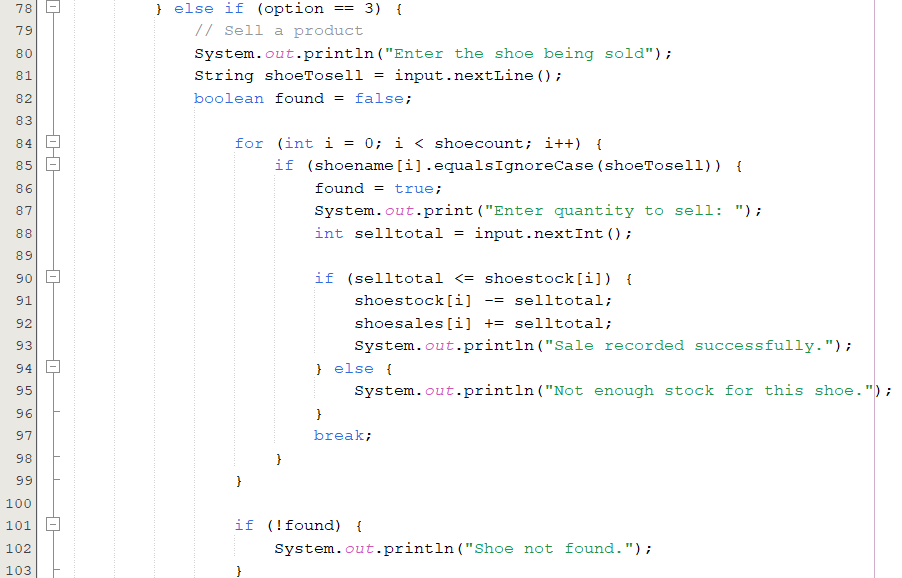 78 } else if (option == 3) {
79 // Sell a product
80 System.out.println("Enter the shoe being sold");
81 String shoeTosell = input.nextLine();
82 boolean found = false;
83
84 for (int i = 0; i < shoecount; i++) {
85 if (shoename[i].equalsIgnoreCase(shoeTosell)) {
86 found = true;
87 System.out.print("Enter quantity to sell: ");
88 int selltotal = input.nextInt();
89
90 if (selltotal <= shoestock[i]) {
91 shoestock[i] -= selltotal;
92 shoesales[i] += selltotal;
93 System.out.println("Sale recorded successfully.");
94 } else {
95 System.out.println("Not enough stock for this shoe.");
96 }
97 break;
98 }
99 }
100
101 if (!found) {
102 System.out.println("Shoe not found.");
103 }